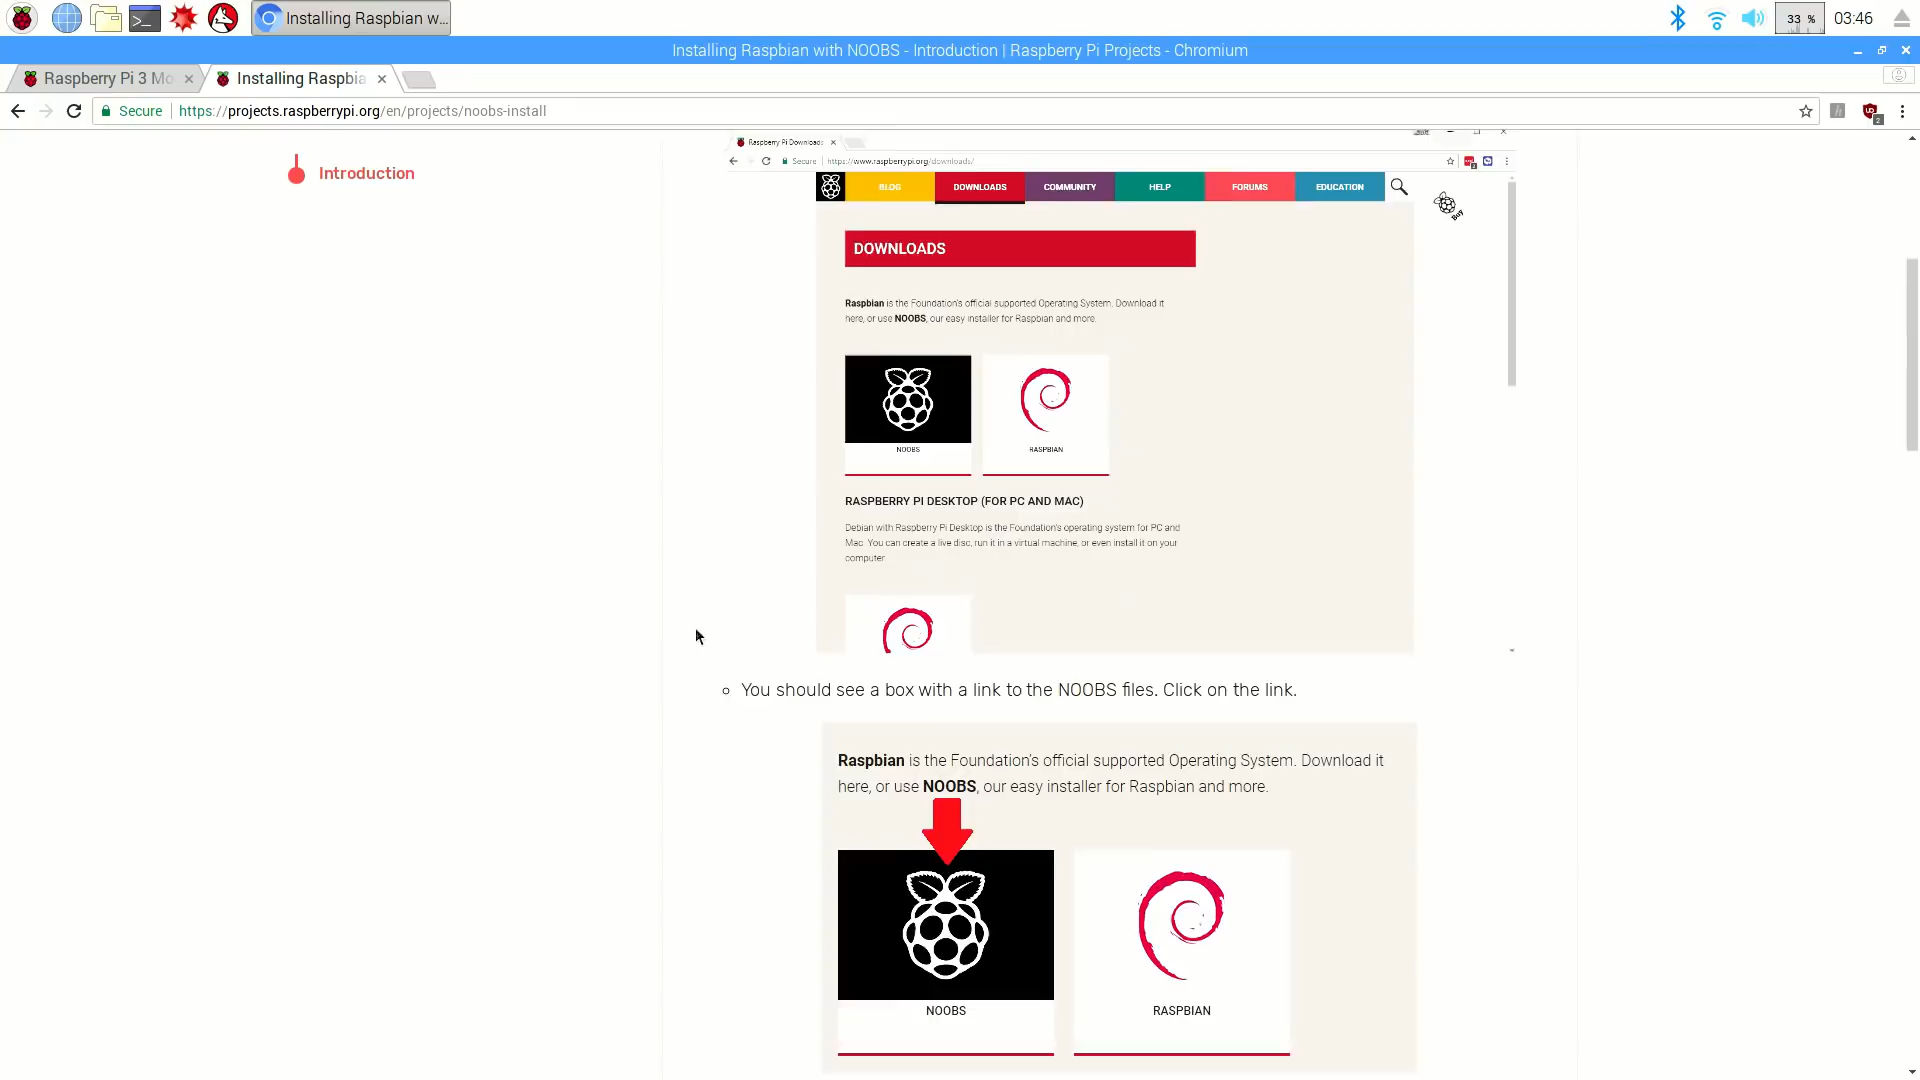 Installing Raspbian w...
33 %
03:46
Installing Raspbian with NOOBS - Introduction | Raspberry Pi Projects - Chromium
Raspberry Pi 3 Mo
Installing Raspbia
Secure
https://projects.raspberrypi.org/en/projects/noobs-install
2
Introduction
Raspberry Pi Downloads
Secure
https://www.raspberrypi.org/downloads/
BLOG
DOWNLOADS
COMMUNITY
HELP
FORUMS
EDUCATION
Buy
DOWNLOADS
Raspbian is the Foundation's official supported Operating System. Download it
here, or use NOOBS, our easy installer for Raspbian and more.
NOOBS
RASPBIAN
RASPBERRY PI DESKTOP (FOR PC AND MAC)
Debian with Raspberry Pi Desktop is the Foundation's operating system for PC and
Mac. You can create a live disc, run it in a virtual machine, or even install it on your
computer.
You should see a box with a link to the NOOBS files. Click on the link.
Raspbian is the Foundation's official supported Operating System. Download it
here, or use NOOBS, our easy installer for Raspbian and more.
NOOBS
RASPBIAN